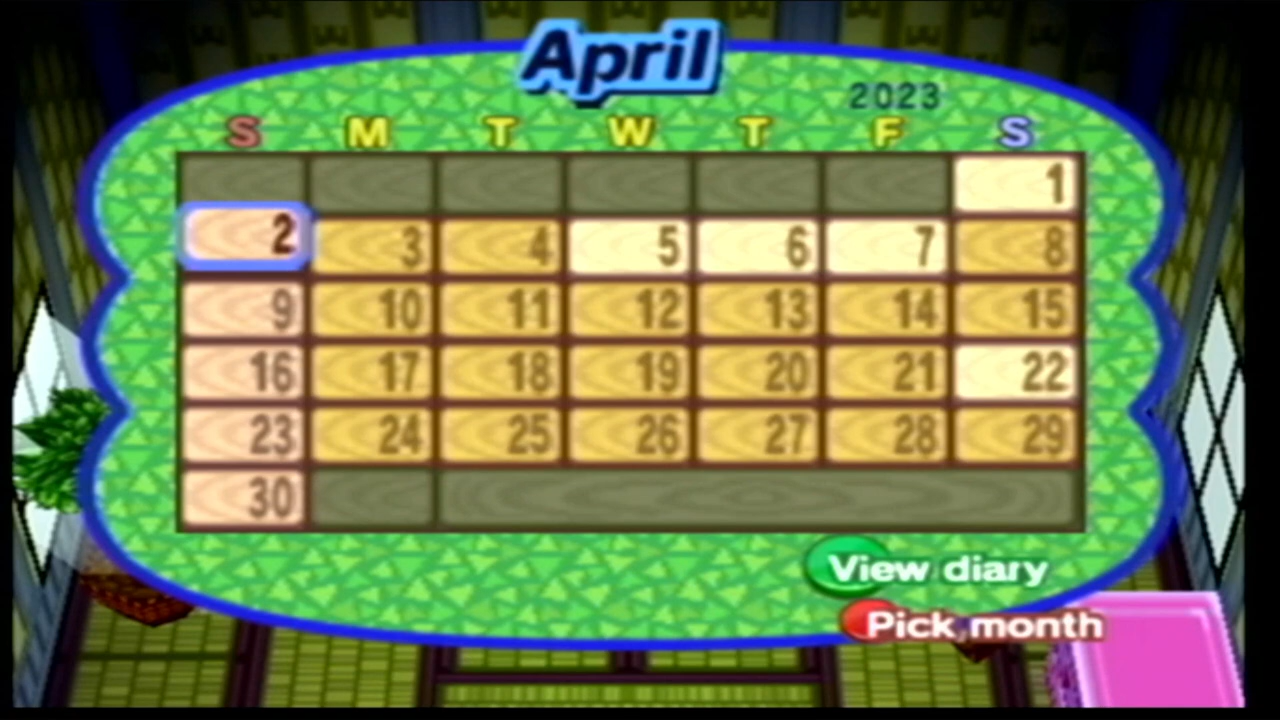 April
2023
S M T W T F S
1
2 3 4 5 6 7 8
9 10 11 12 13 14 15
16 17 18 19 20 21 22
23 24 25 26 27 28 29
30
View diary
Pick month